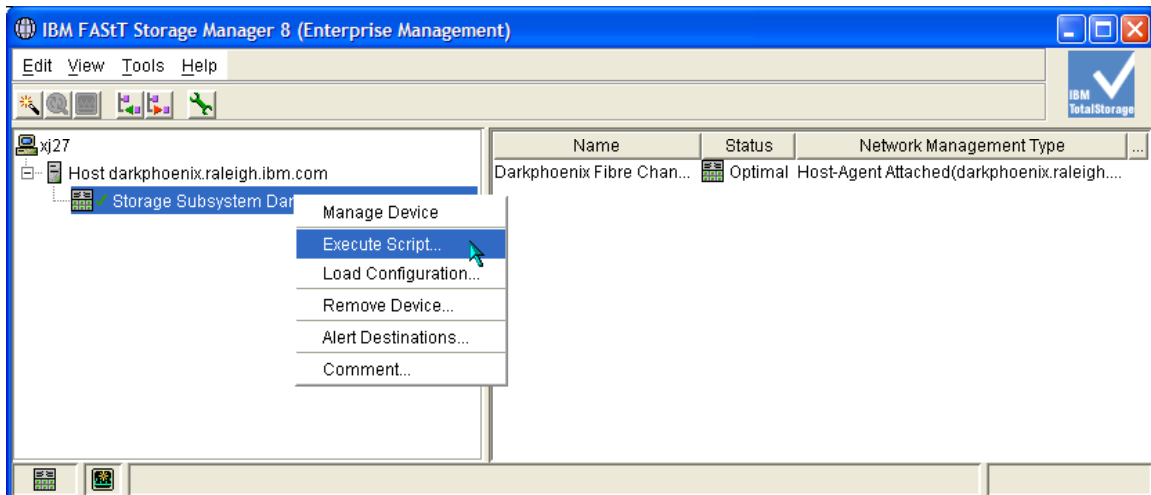 IBM FAStT Storage Manager 8 (Enterprise Management)
Edit View Tools Help
IBM
TotalStorage
xj27
Name Status Network Management Type ...
Host darkphoenix.raleigh.ibm.com
Darkphoenix Fibre Chan... Optimal Host-Agent Attached(darkphoenix.raleigh....
Storage Subsystem Dar
Manage Device
Execute Script...
Load Configuration...
Remove Device...
Alert Destinations...
Comment...